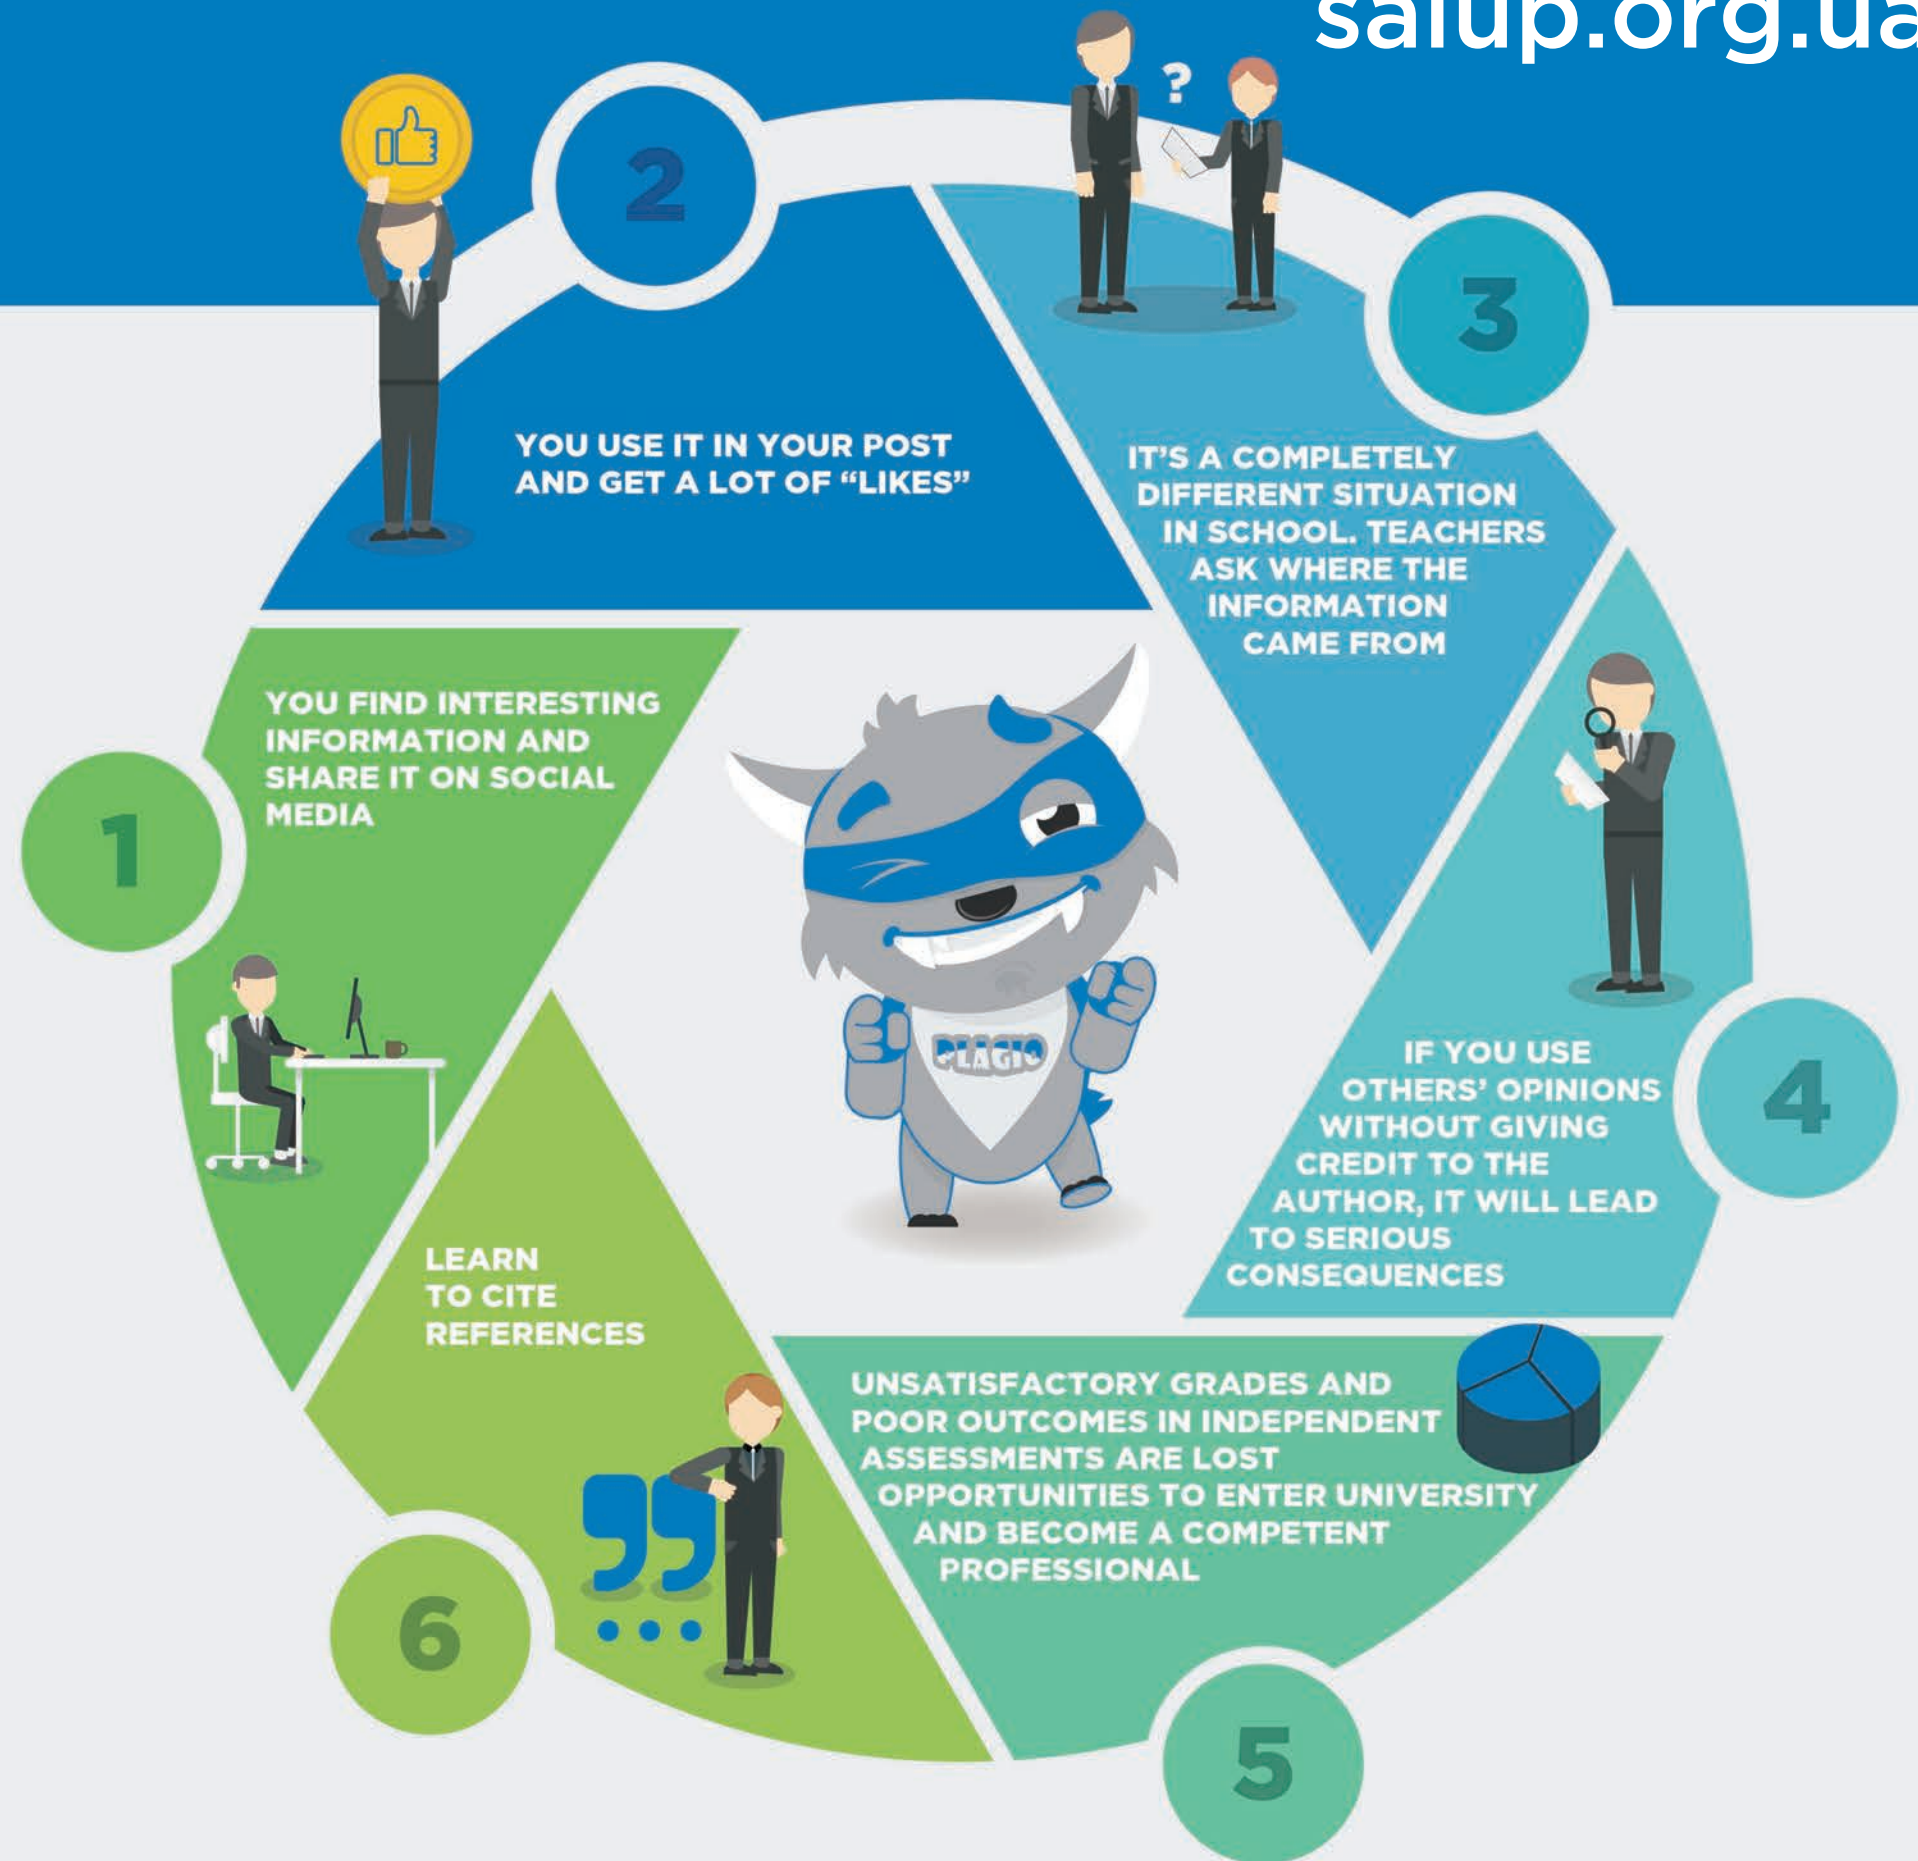 saiup.org.ua
?
2
3
YOU USE IT IN YOUR POST
AND GET A LOT OF “LIKES”
IT’S A COMPLETELY
DIFFERENT SITUATION
IN SCHOOL. TEACHERS
ASK WHERE THE
INFORMATION
CAME FROM
1
YOU FIND INTERESTING
INFORMATION AND
SHARE IT ON SOCIAL
MEDIA
PLAGIO
4
IF YOU USE
OTHERS’ OPINIONS
WITHOUT GIVING
CREDIT TO THE
AUTHOR, IT WILL LEAD
TO SERIOUS
CONSEQUENCES
LEARN
TO CITE
REFERENCES
6
UNSATISFACTORY GRADES AND
POOR OUTCOMES IN INDEPENDENT
ASSESSMENTS ARE LOST
OPPORTUNITIES TO ENTER UNIVERSITY
AND BECOME A COMPETENT
PROFESSIONAL
5